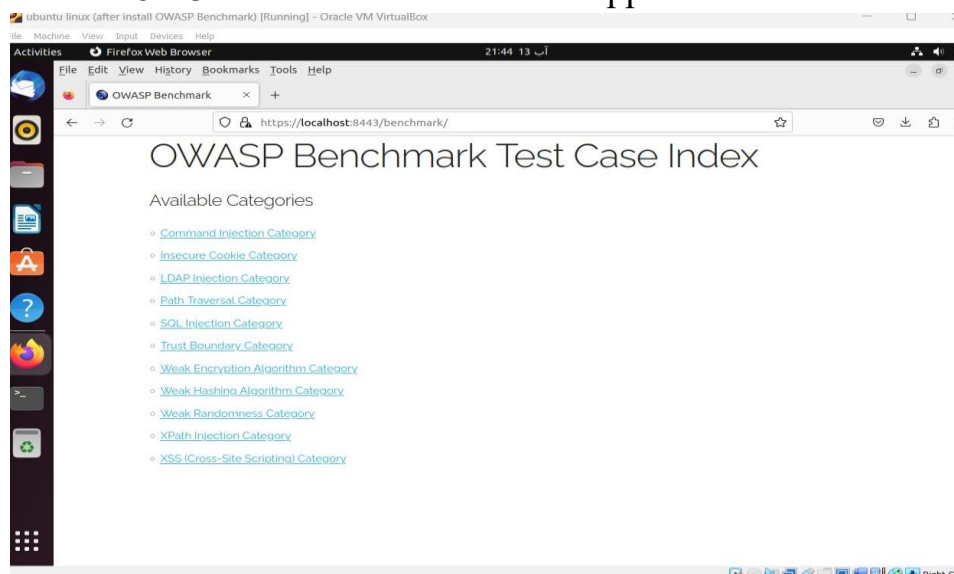 app
ubuntu linux (after install OWASP Benchmark) [Running] - Oracle VM VirtualBox
Machine View Input Devices Help
Activities Firefox Web Browser 21:44 13 آب
File Edit View History Bookmarks Tools Help
OWASP Benchmark
https://localhost:8443/benchmark/
OWASP Benchmark Test Case Index
Available Categories
Command Injection Category
Insecure Cookie Category
LDAP Injection Category
Path Traversal Category
SQL Injection Category
Trust Boundary Category
Weak Encryption Algorithm Category
Weak Hashing Algorithm Category
Weak Randomness Category
XPath Injection Category
XSS (Cross-Site Scripting) Category